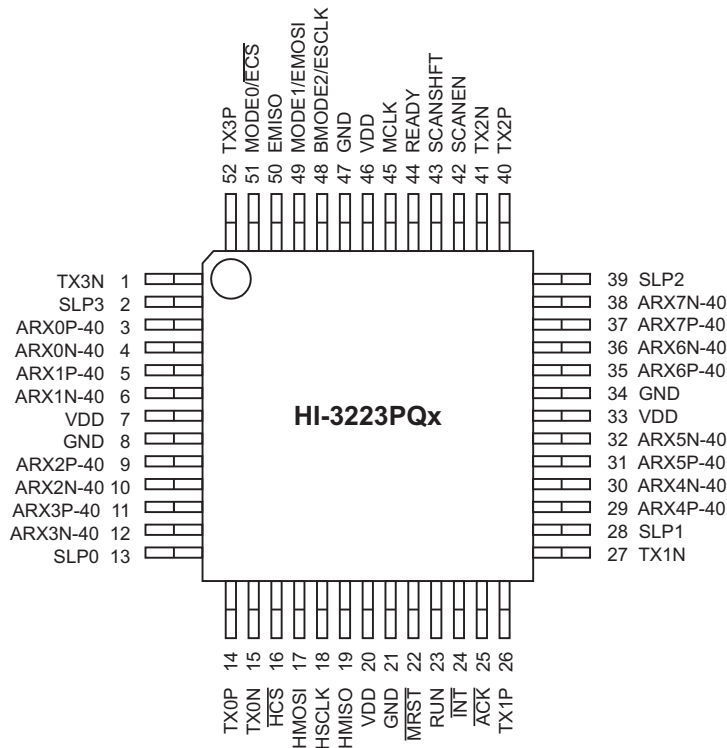 52 TX3P
51 MODE0/E̅C̅S̅
50 EMISO
49 MODE1/EMOSI
48 BMODE2/ESCLK
47 GND
46 VDD
45 MCLK
44 READY
43 SCANSHFT
42 SCANEN
41 TX2N
40 TX2P
TX3N 1
SLP3 2
ARX0P-40 3
ARX0N-40 4
ARX1P-40 5
ARX1N-40 6
VDD 7
GND 8
ARX2P-40 9
ARX2N-40 10
ARX3P-40 11
ARX3N-40 12
SLP0 13
HI-3223PQx
39 SLP2
38 ARX7N-40
37 ARX7P-40
36 ARX6N-40
35 ARX6P-40
34 GND
33 VDD
32 ARX5N-40
31 ARX5P-40
30 ARX4N-40
29 ARX4P-40
28 SLP1
27 TX1N
TX0P 14
TX0N 15
H̅C̅S̅ 16
HMOSI 17
HSCLK 18
HMISO 19
VDD 20
GND 21
M̅R̅S̅T̅ 22
RUN 23
I̅N̅T̅ 24
A̅C̅K̅ 25
TX1P 26